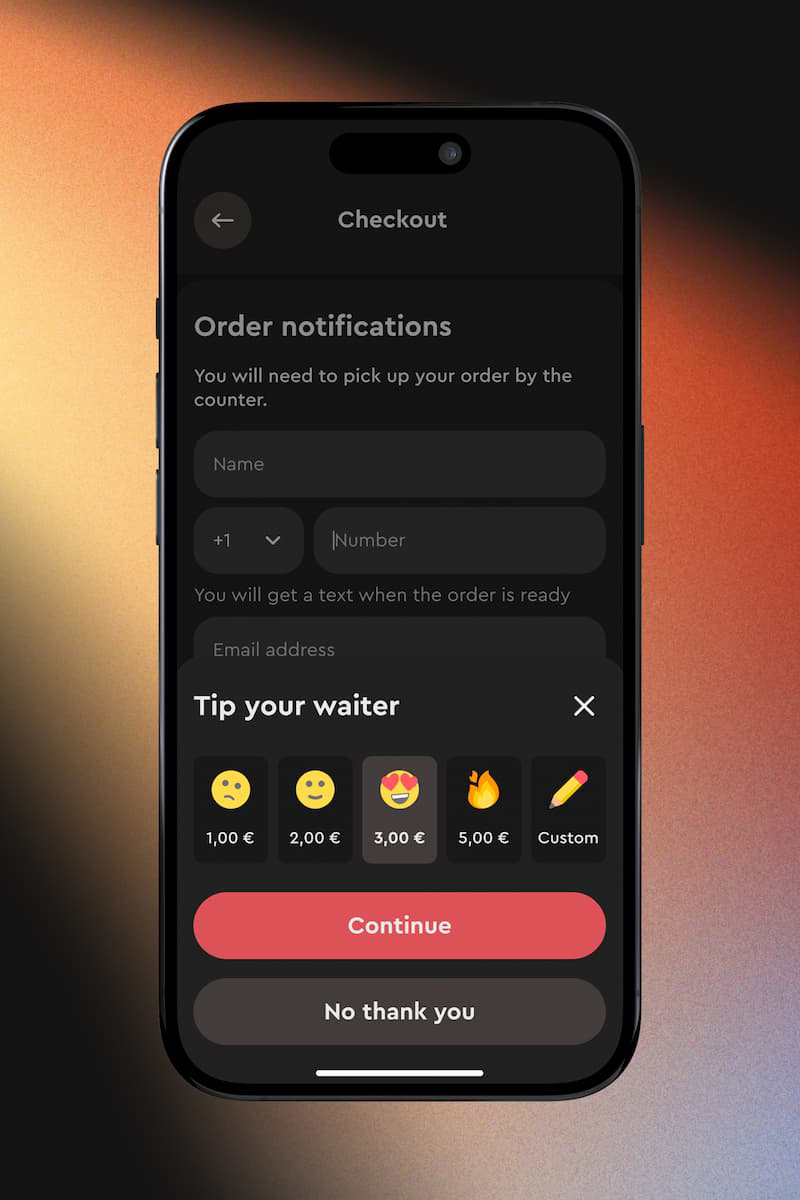 Checkout
Order notifications
You will need to pick up your order by the
counter.
Name
+1
Number
You will get a text when the order is ready
Email address
Tip your waiter
1,00 €
2,00 €
3,00 €
5,00 €
Custom
Continue
No thank you